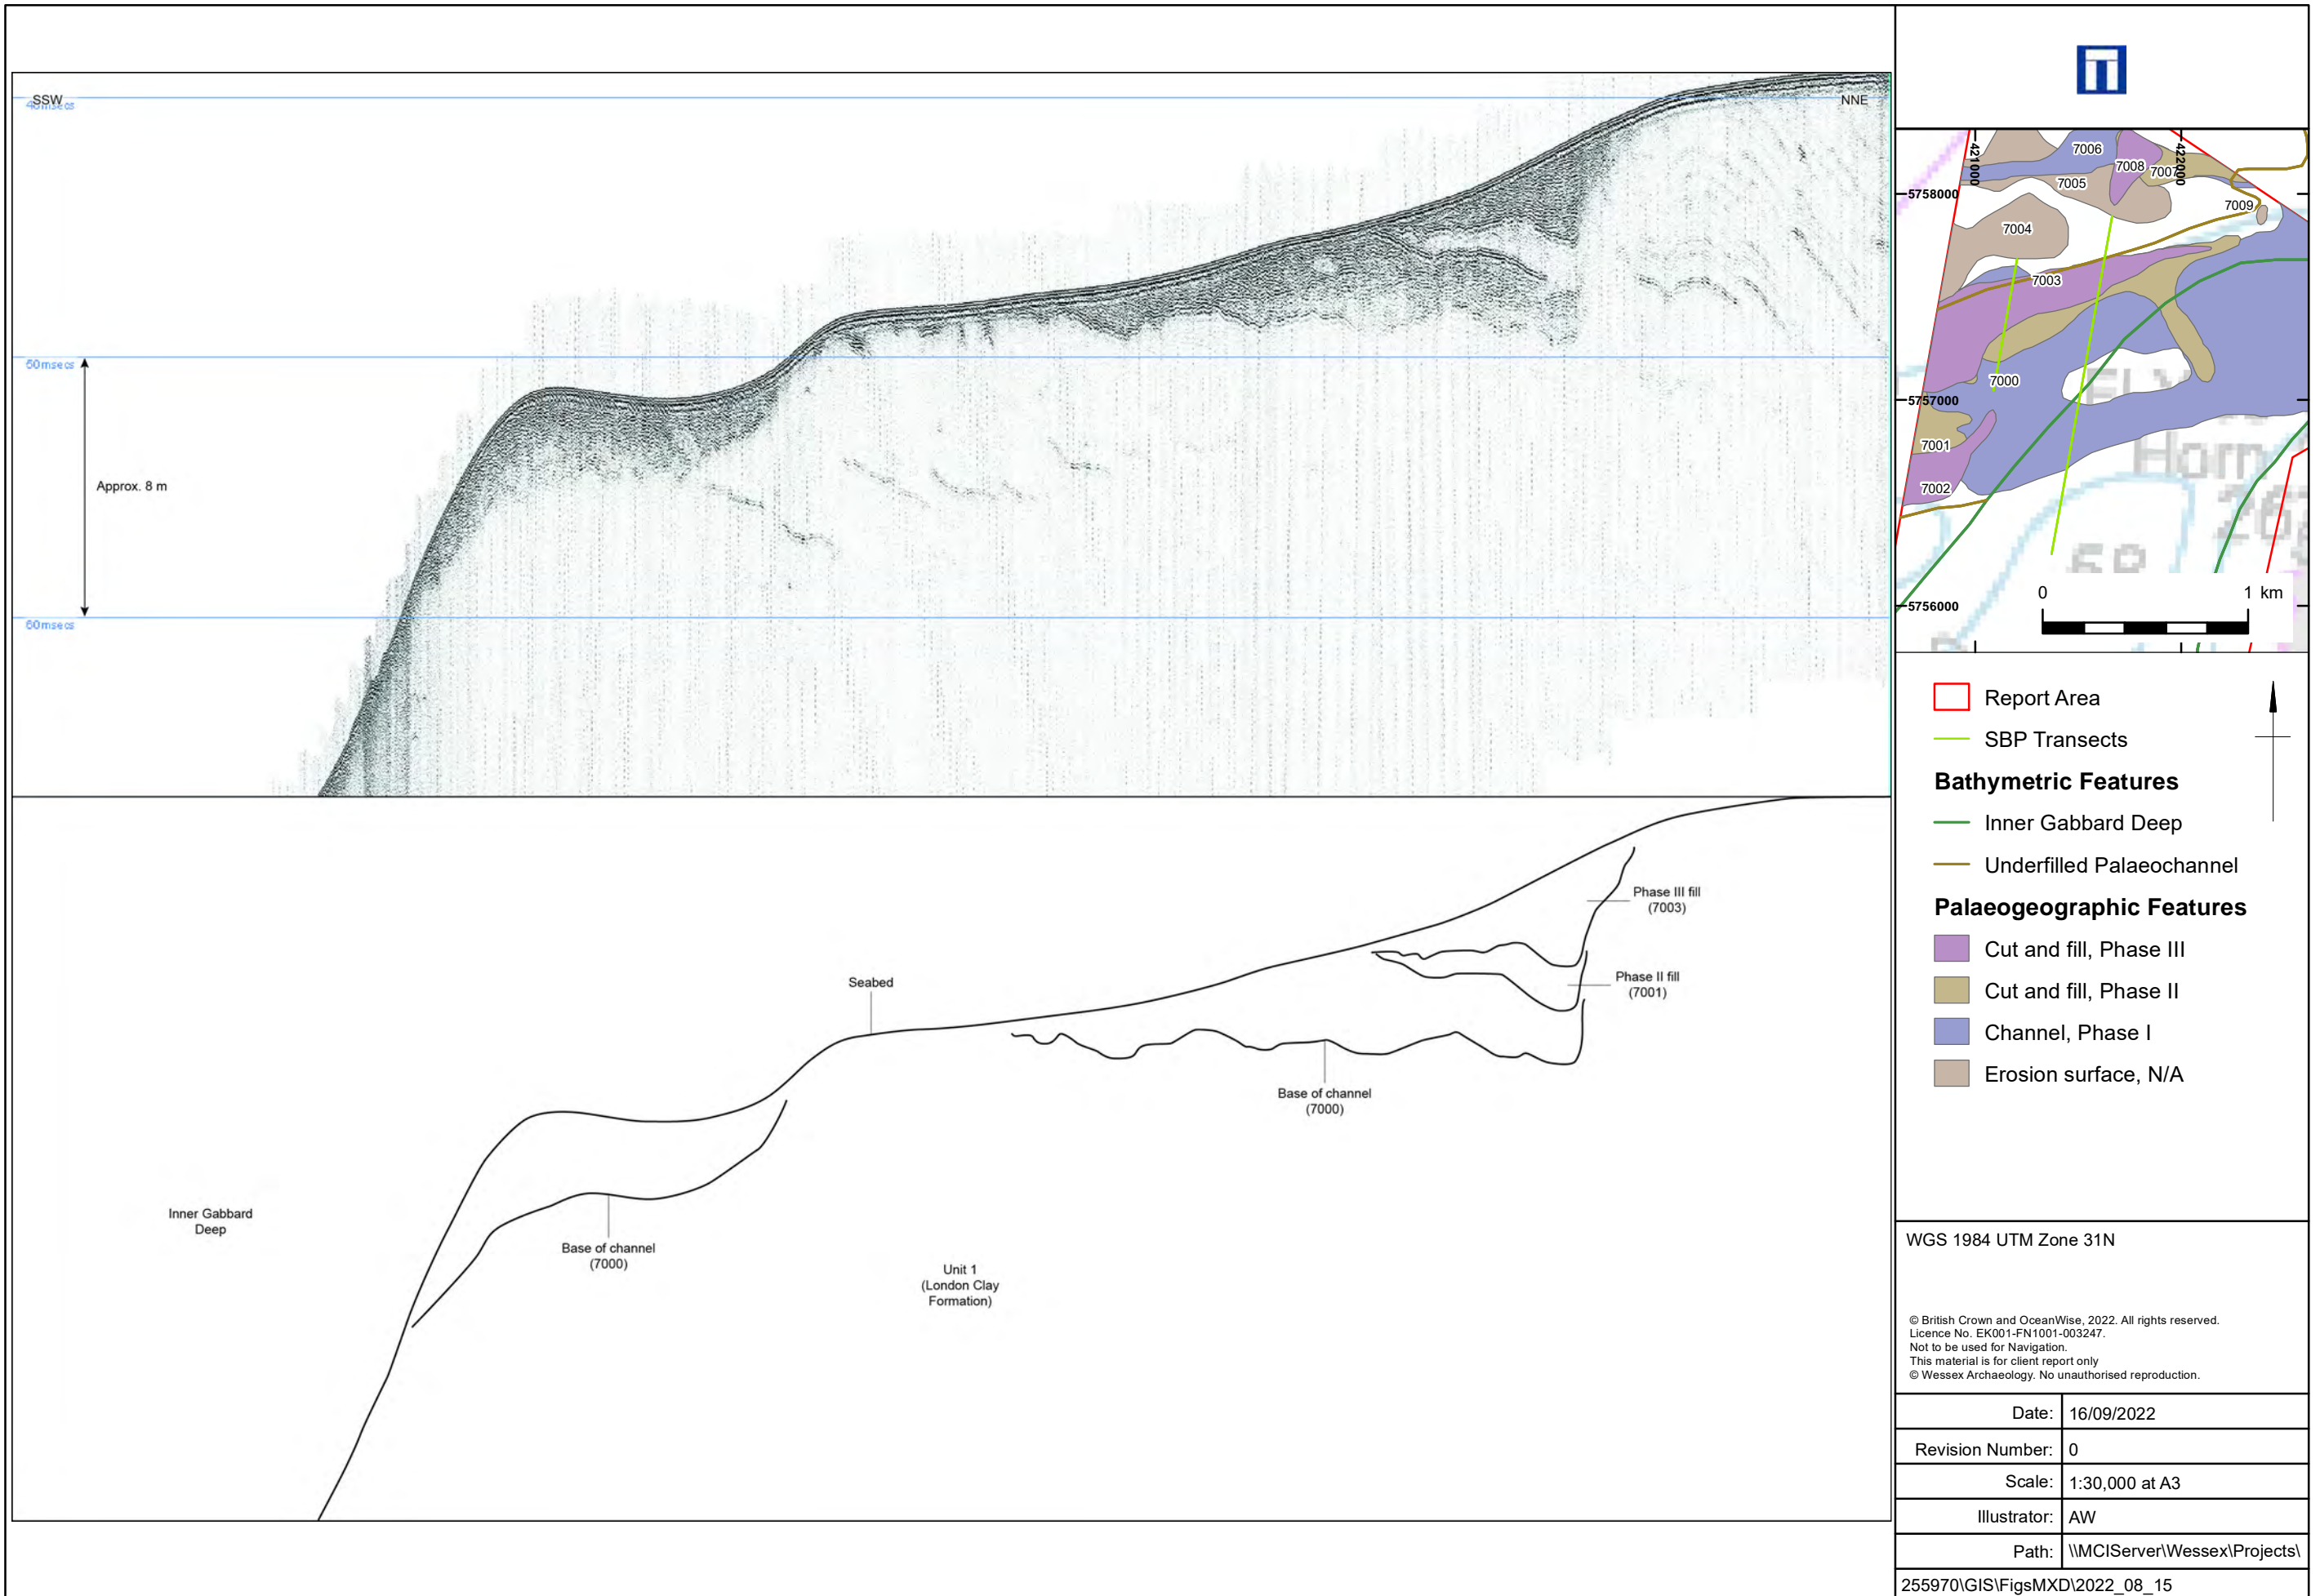 SSW
NNE
40msecs
50msecs
Approx. 8 m
60msecs
Phase III fill
(7003)
Phase II fill
(7001)
Seabed
Base of channel
(7000)
Base of channel
(7000)
Inner Gabbard
Deep
Unit 1
(London Clay
Formation)
421000
422000
5758000
5757000
5756000
7006
7008
7007
7005
7009
7004
7003
7000
7001
7002
Horn
0 1 km
Report Area
SBP Transects
Bathymetric Features
Inner Gabbard Deep
Underfilled Palaeochannel
Palaeogeographic Features
Cut and fill, Phase III
Cut and fill, Phase II
Channel, Phase I
Erosion surface, N/A
WGS 1984 UTM Zone 31N
© British Crown and OceanWise, 2022. All rights reserved.
Licence No. EK001-FN1001-003247.
Not to be used for Navigation.
This material is for client report only
© Wessex Archaeology. No unauthorised reproduction.
Date: 16/09/2022
Revision Number: 0
Scale: 1:30,000 at A3
Illustrator: AW
Path: \\MCIServer\Wessex\Projects\
255970\GIS\FigsMXD\2022_08_15